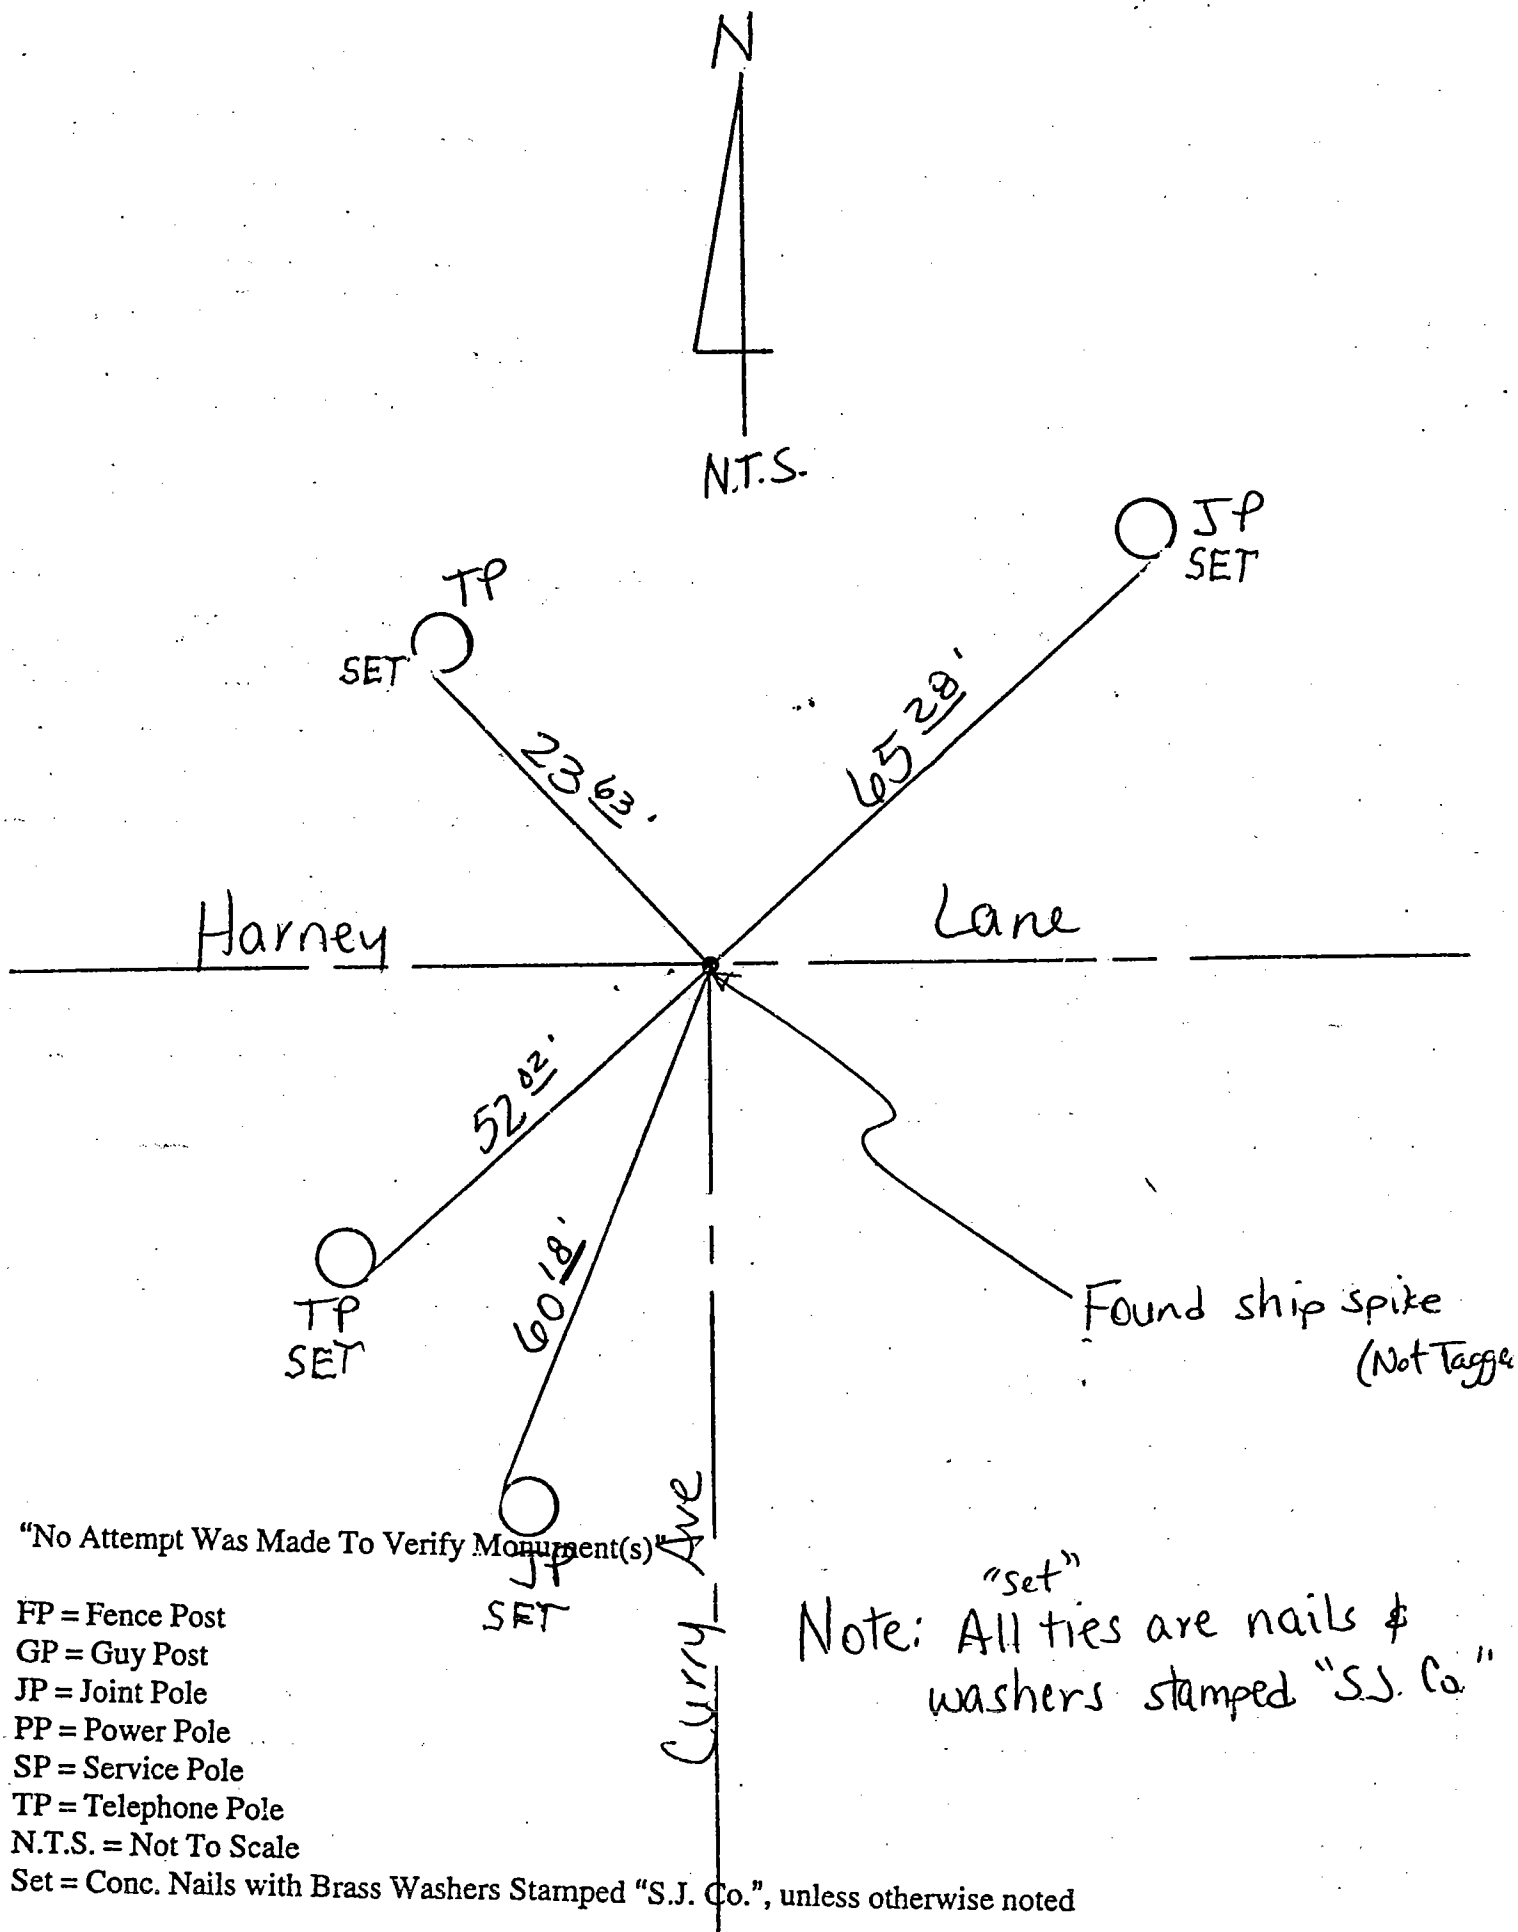 N
N.T.S.
JP
SET
TP
SET
23 63'
65 28'
Harney Lane
52 02'
60 18'
TP
SET
Found ship spike
(Not Tagge
"No Attempt Was Made To Verify Monument(s)"
JP
SET
Curry Ave
FP = Fence Post
GP = Guy Post
JP = Joint Pole
PP = Power Pole
SP = Service Pole
TP = Telephone Pole
N.T.S. = Not To Scale
Set = Conc. Nails with Brass Washers Stamped "S.J. Co.", unless otherwise noted
"set"
Note: All ties are nails &
washers stamped "S.J. Co."